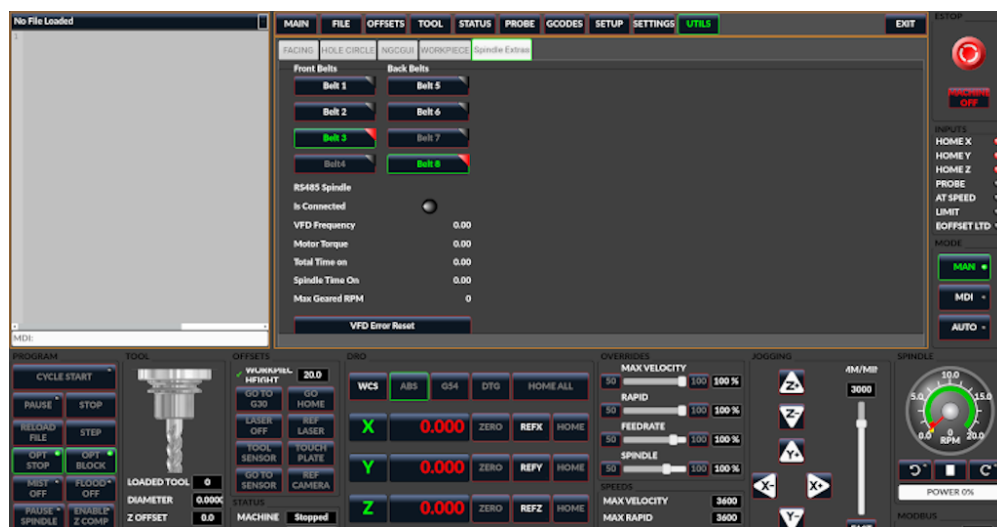 No File Loaded
MAIN FILE OFFSETS TOOL STATUS PROBE GCODES SETUP SETTINGS UTILS EXIT
ESTOP
1
FACING HOLE CIRCLE NGCGUI WORKPIECE Spindle Extras
Front Belts Back Belts
Belt 1 Belt 5
Belt 2 Belt 6
Belt 3 Belt 7
Belt4 Belt 8
RS485 Spindle
Is Connected
VFD Frequency 0.00
Motor Torque 0.00
Total Time on 0.00
Spindle Time On 0.00
Max Geared RPM 0
VFD Error Reset
MDI:
MACHINE
OFF
INPUTS
HOME X
HOME Y
HOME Z
PROBE
AT SPEED
LIMIT
EOFFSET LTD
MODE
MAN
MDI
AUTO
PROGRAM
CYCLE START
PAUSE STOP
RELOAD
FILE
STEP
OPT
STOP
OPT
BLOCK
MIST
OFF
FLOOD
OFF
PAUSE
SPINDLE
ENABLE
Z COMP
TOOL
LOADED TOOL 0
DIAMETER 0.000
Z OFFSET 0.0
OFFSETS
WORKPIEC
HEIGHT
20.0
GO TO
G30
GO
HOME
LASER
OFF
REF
LASER
TOOL
SENSOR
TOUCH
PLATE
GO TO
SENSOR
REF
CAMERA
STATUS
MACHINE Stopped
DRO
WCS ABS G54 DTG HOME ALL
X 0.000 ZERO REFX HOME
Y 0.000 ZERO REFY HOME
Z 0.000 ZERO REFZ HOME
OVERRIDES
MAX VELOCITY
50 100 100 %
RAPID
50 100 100 %
FEEDRATE
50 100 100 %
SPINDLE
50 100 100 %
SPEEDS
MAX VELOCITY 3600
MAX RAPID 3600
JOGGING
Z+
Z-
Y+
X- X+
Y-
3000
SPINDLE
10.0
5.0 15.0
0.0 0 20.0
RPM
POWER 0%
MODBUS